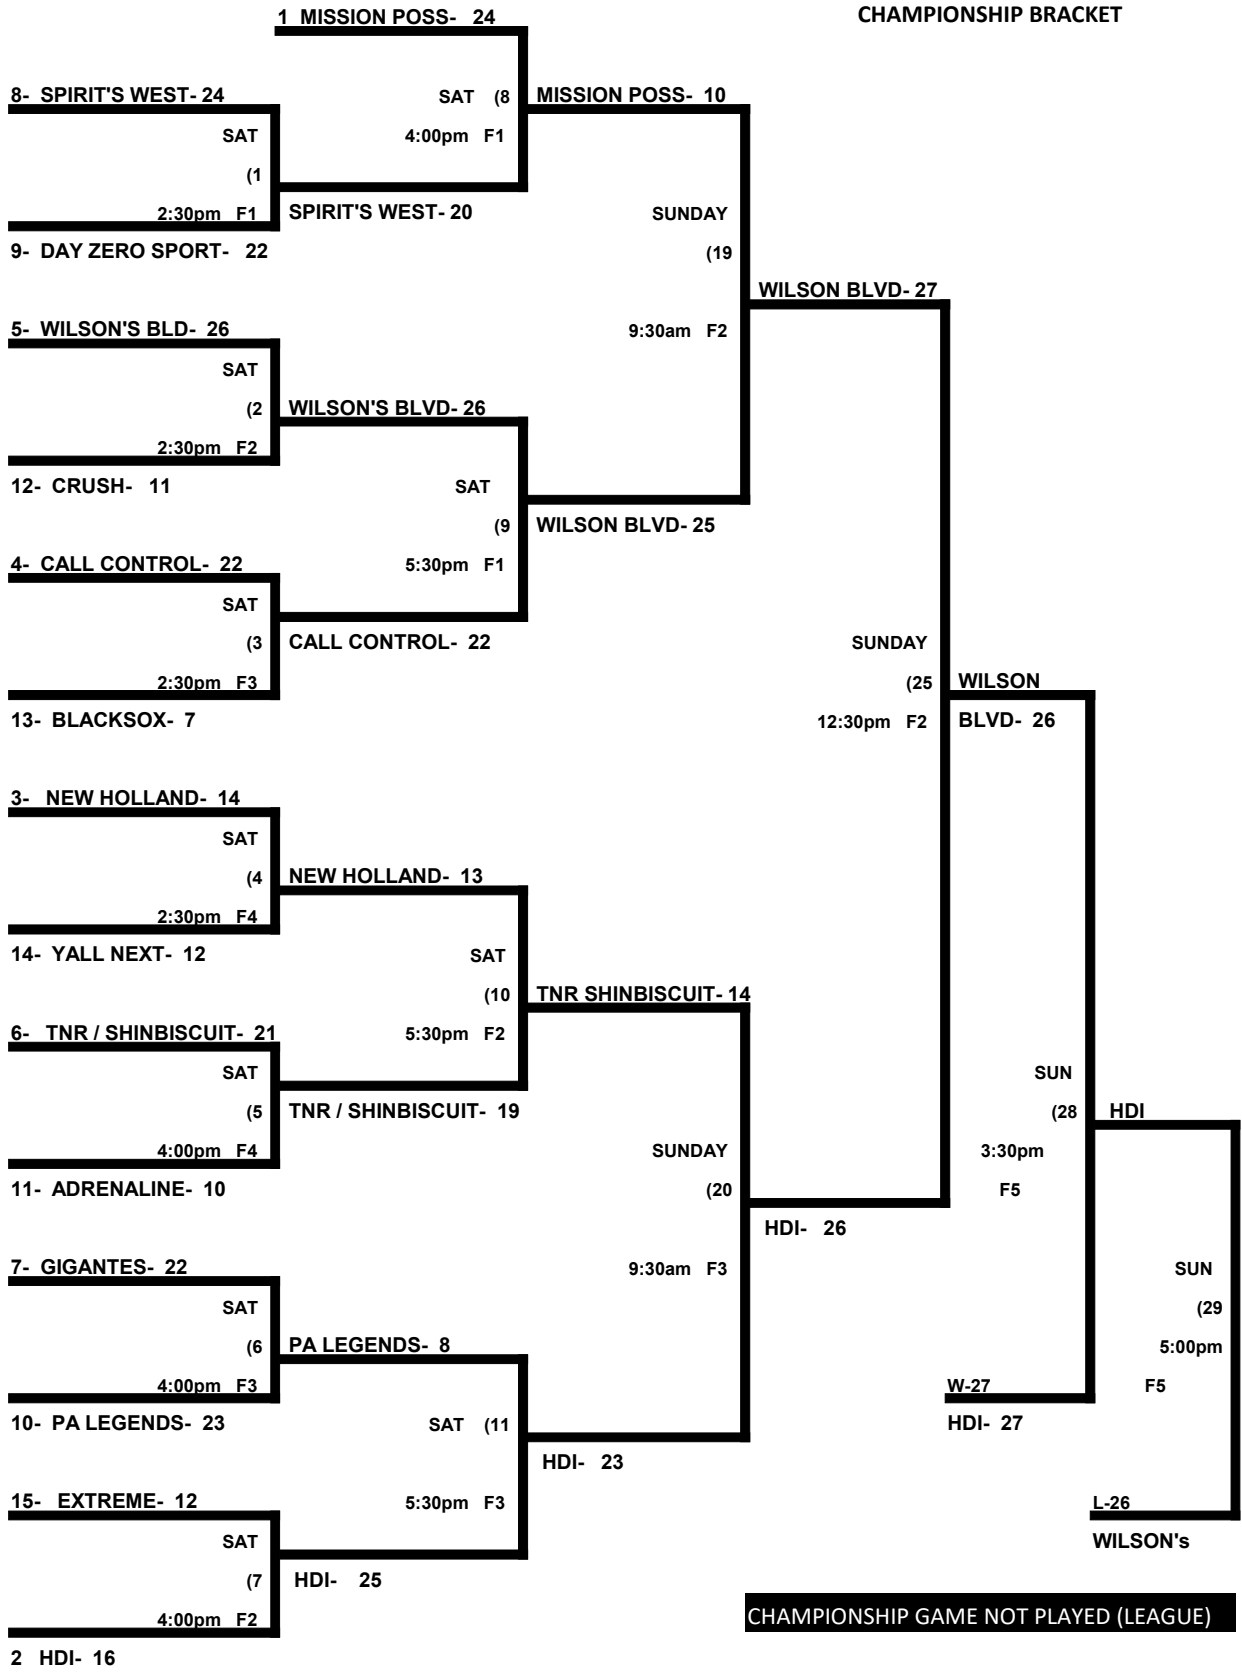 CHAMPIONSHIP BRACKET
1 MISSION POSS- 24
8- SPIRIT'S WEST- 24
SAT (8
MISSION POSS- 10
SAT
4:00pm F1
(1
2:30pm F1
SPIRIT'S WEST- 20
SUNDAY
9- DAY ZERO SPORT- 22
(19
WILSON BLVD- 27
5- WILSON'S BLD- 26
9:30am F2
SAT
(2
WILSON'S BLVD- 26
2:30pm F2
12- CRUSH- 11
SAT
(9
WILSON BLVD- 25
4- CALL CONTROL- 22
5:30pm F1
SAT
(3
CALL CONTROL- 22
SUNDAY
2:30pm F3
(25
WILSON
13- BLACKSOX- 7
12:30pm F2
BLVD- 26
3- NEW HOLLAND- 14
SAT
(4
NEW HOLLAND- 13
2:30pm F4
14- YALL NEXT- 12
SAT
(10
TNR SHINBISCUIT- 14
6- TNR / SHINBISCUIT- 21
5:30pm F2
SAT
SUN
(5
TNR / SHINBISCUIT- 19
(28
HDI
4:00pm F4
SUNDAY
3:30pm
11- ADRENALINE- 10
(20
F5
HDI- 26
7- GIGANTES- 22
9:30am F3
SUN
SAT
(29
(6
PA LEGENDS- 8
5:00pm
4:00pm F3
W-27
F5
10- PA LEGENDS- 23
SAT (11
HDI- 27
HDI- 23
15- EXTREME- 12
5:30pm F3
L-26
SAT
WILSON's
(7
HDI- 25
4:00pm F2
CHAMPIONSHIP GAME NOT PLAYED (LEAGUE)
2 HDI- 16